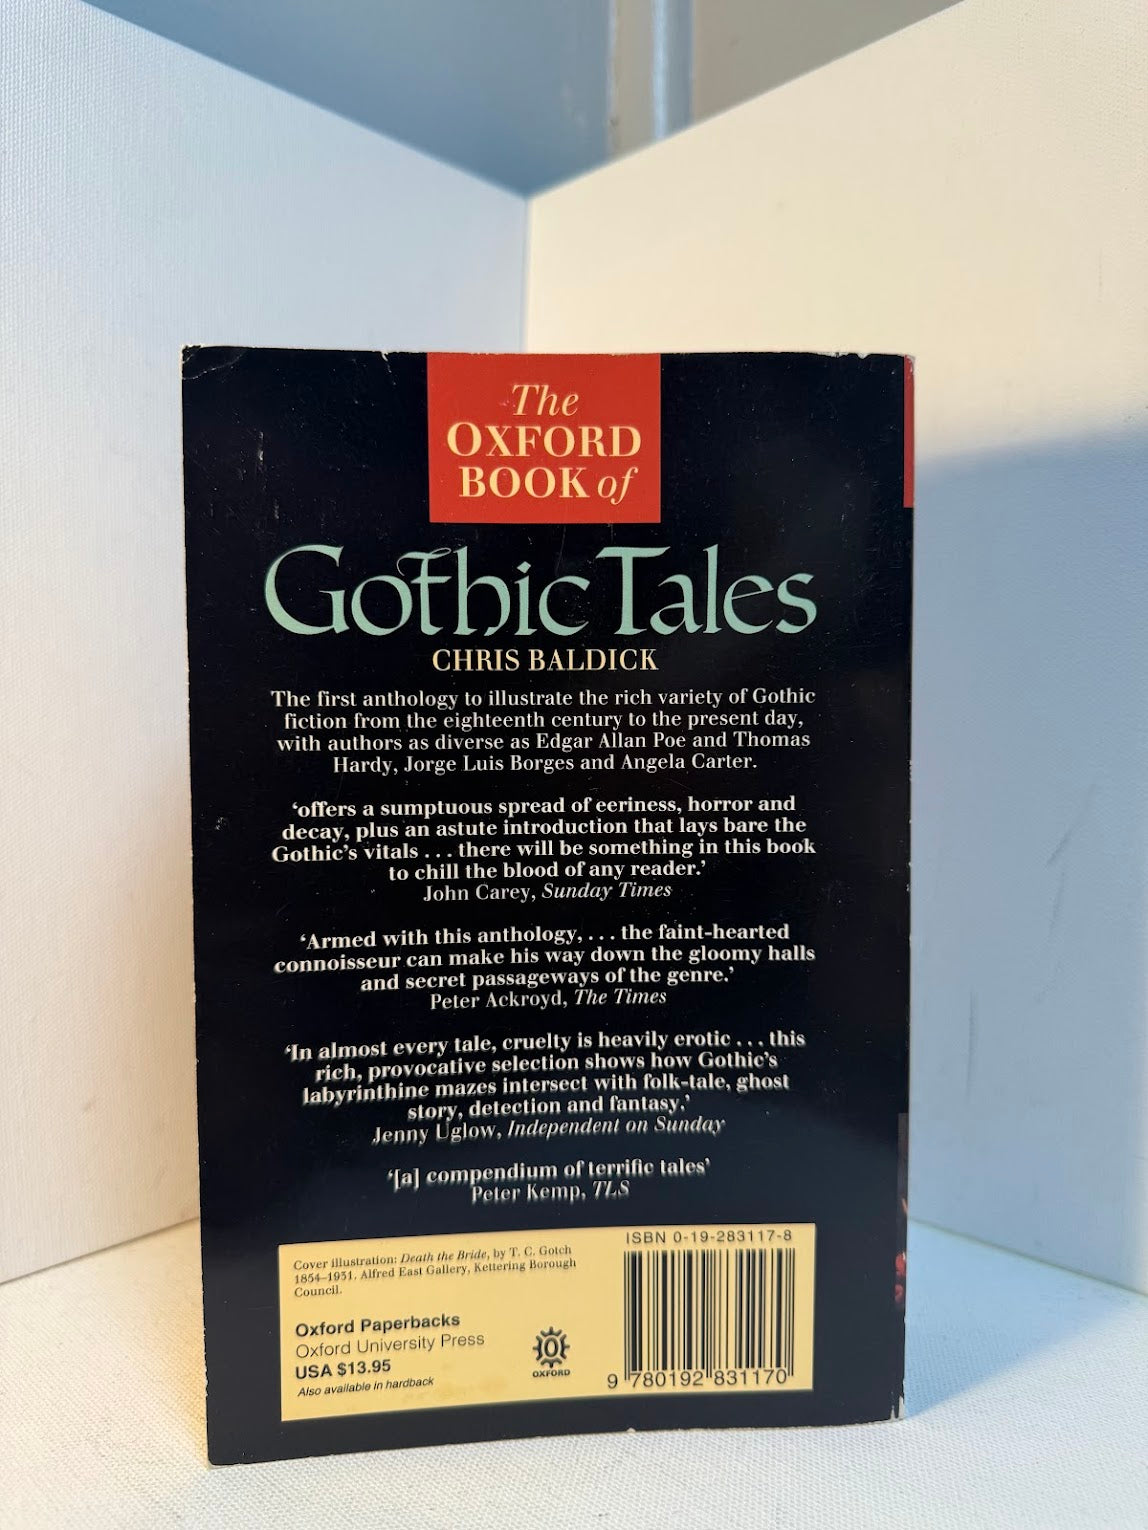 The
OXFORD
BOOK of
Gothic Tales
CHRIS BALDICK
The first anthology to illustrate the rich variety of Gothic
fiction from the eighteenth century to the present day,
with authors as diverse as Edgar Allan Poe and Thomas
Hardy, Jorge Luis Borges and Angela Carter.
‘offers a sumptuous spread of eeriness, horror and
decay, plus an astute introduction that lays bare the
Gothic’s vitals . . . there will be something in this book
to chill the blood of any reader.’
John Carey, Sunday Times
‘Armed with this anthology, . . . the faint-hearted
connoisseur can make his way down the gloomy halls
and secret passageways of the genre.’
Peter Ackroyd, The Times
‘In almost every tale, cruelty is heavily erotic . . . this
rich, provocative selection shows how Gothic’s
labyrinthine mazes intersect with folk-tale, ghost
story, detection and fantasy.’
Jenny Uglow, Independent on Sunday
‘[a] compendium of terrific tales’
Peter Kemp, TLS
Cover illustration: Death the Bride, by T. C. Gotch
1854–1931. Alfred East Gallery, Kettering Borough
Council.
Oxford Paperbacks
Oxford University Press
USA $13.95
Also available in hardback
OXFORD
ISBN 0-19-283117-8
9 780192 831170